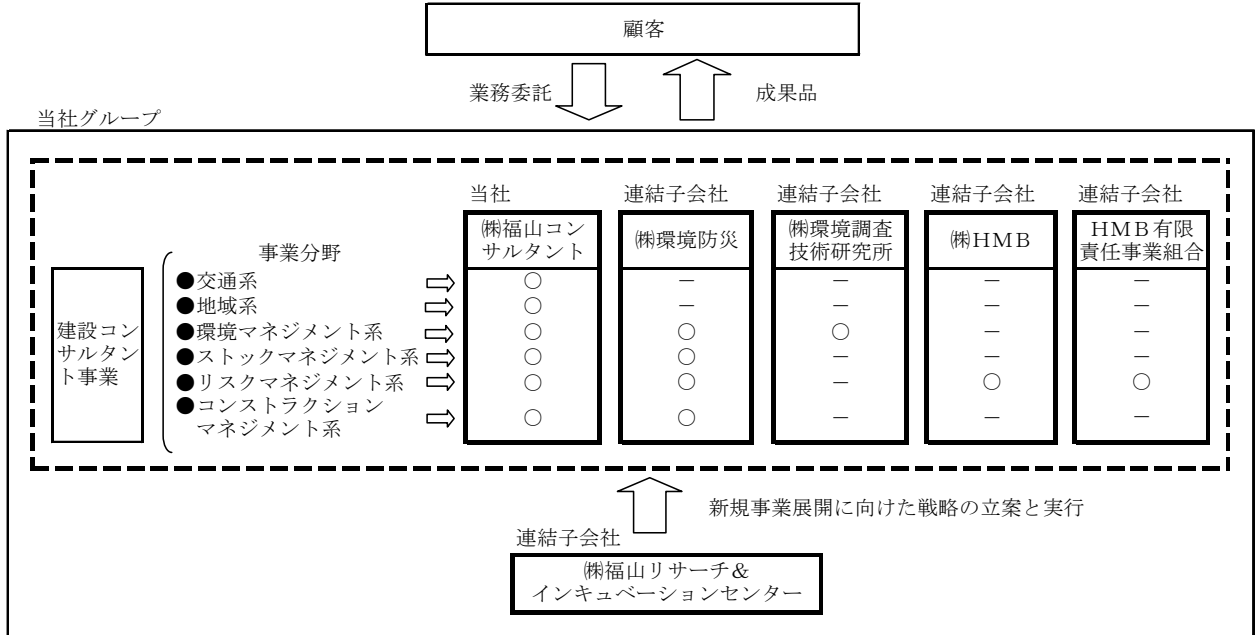 顧客
業務委託
成果品
当社グループ
当社
連結子会社
連結子会社
連結子会社
連結子会社
㈱福山コン
サルタント
㈱環境防災
㈱環境調査
技術研究所
㈱HMB
HMB有限
責任事業組合
建設コン
サルタン
ト事業
事業分野
●交通系 ○ － － － －
●地域系 ○ － － － －
●環境マネジメント系 ○ ○ ○ － －
●ストックマネジメント系 ○ ○ － － －
●リスクマネジメント系 ○ ○ － ○ ○
●コンストラクション
マネジメント系 ○ ○ － － －
新規事業展開に向けた戦略の立案と実行
連結子会社
㈱福山リサーチ＆
インキュベーションセンター